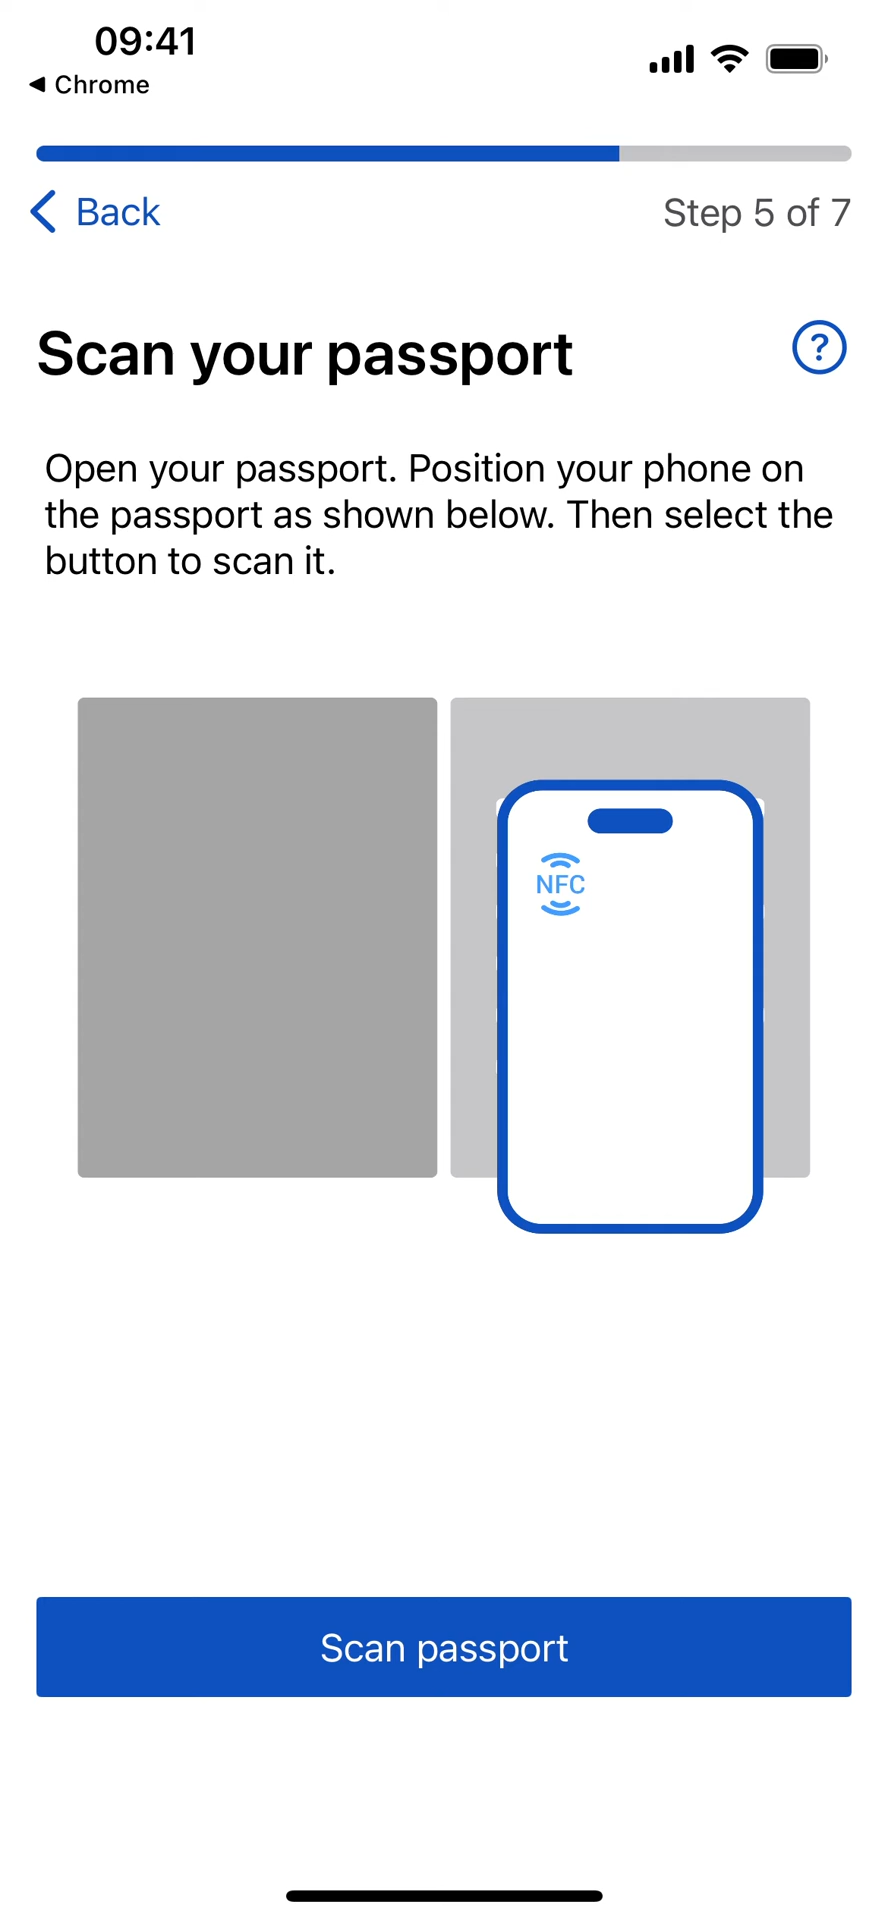 09:41
Chrome
Back
Step 5 of 7
Scan your passport
?
Open your passport. Position your phone on
the passport as shown below. Then select the
button to scan it.
NFC
Scan passport